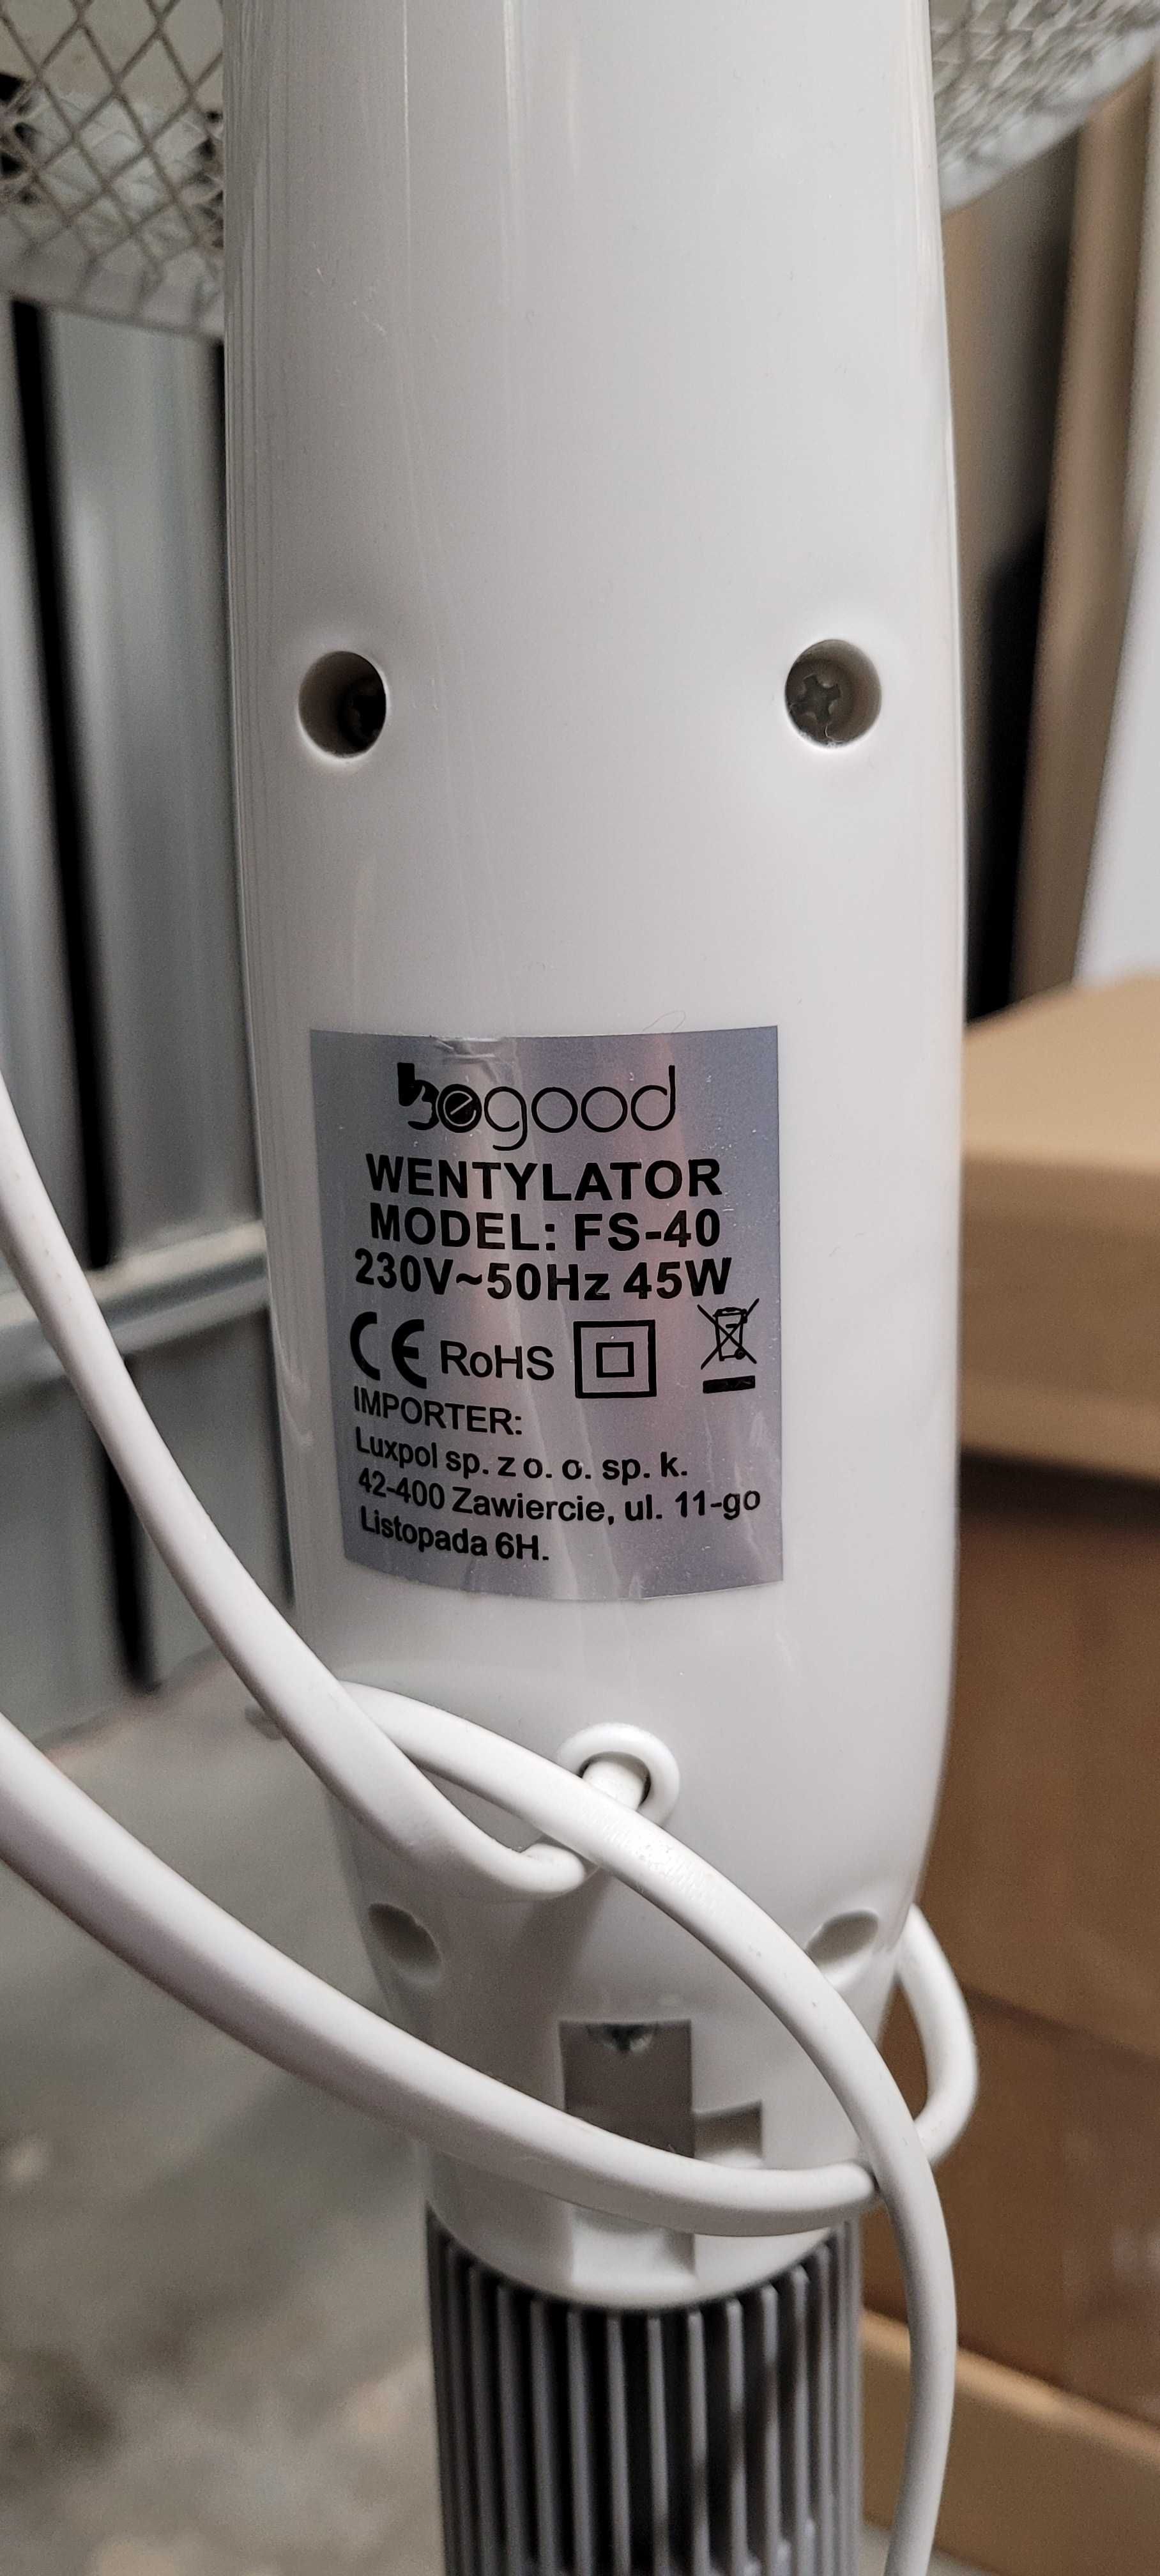 begood
WENTYLATOR
MODEL: FS-40
230V~50Hz 45W
CE RoHS
IMPORTER:
Luxpol sp. z o. o. sp. k.
42-400 Zawiercie, ul. 11-go
Listopada 6H.